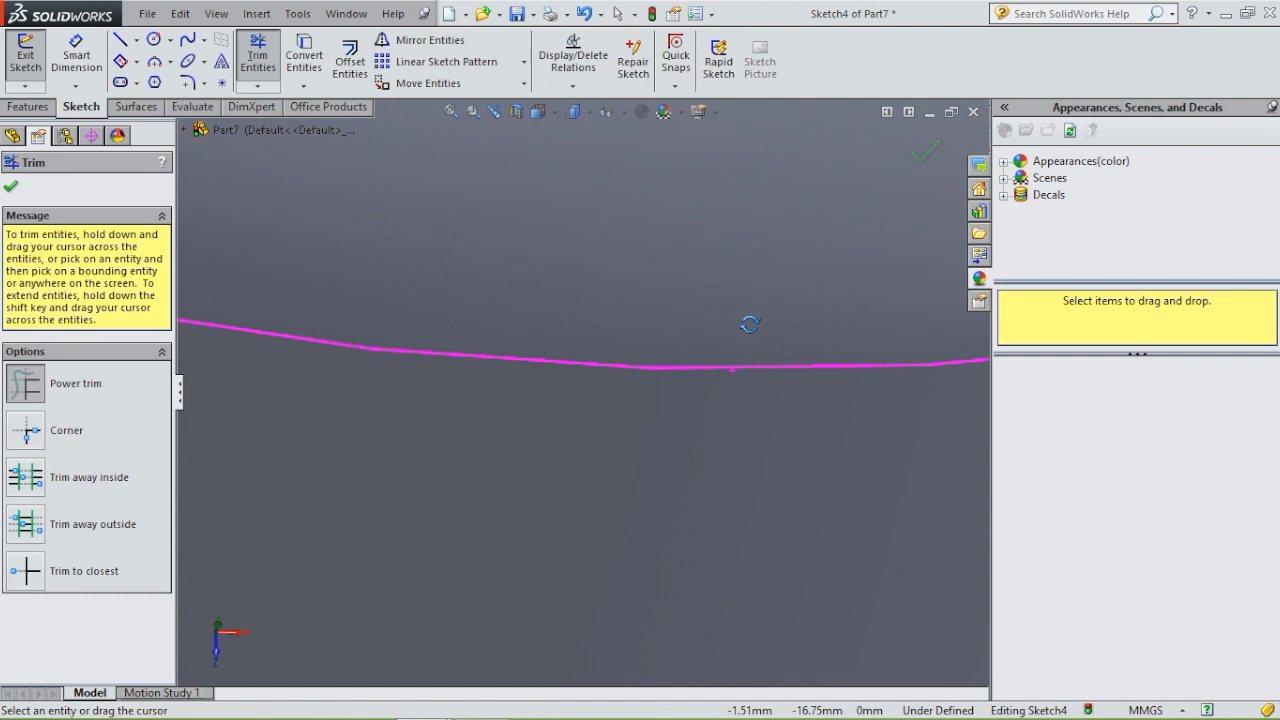 SOLIDWORKS File Edit View Insert Tools Window Help Sketch4 of Part7 * Search SolidWorks Help
Exit Sketch
Smart Dimension
Trim Entities
Convert Entities
Offset Entities
Mirror Entities
Linear Sketch Pattern
Move Entities
Display/Delete Relations
Repair Sketch
Quick Snaps
Rapid Sketch
Sketch Picture
Features Sketch Surfaces Evaluate DimXpert Office Products
Appearances, Scenes, and Decals
Part7 (Default<<Default>_...
Trim ?
Appearances(color)
Scenes
Decals
Message
To trim entities, hold down and
drag your cursor across the
entities, or pick on an entity and
then pick on a bounding entity
or anywhere on the screen. To
extend entities, hold down the
shift key and drag your cursor
across the entities.
Select items to drag and drop.
Options
Power trim
Corner
Trim away inside
Trim away outside
Trim to closest
Z
Model Motion Study 1
Select an entity or drag the cursor -1.51mm -16.75mm 0mm Under Defined Editing Sketch4 MMGS ?